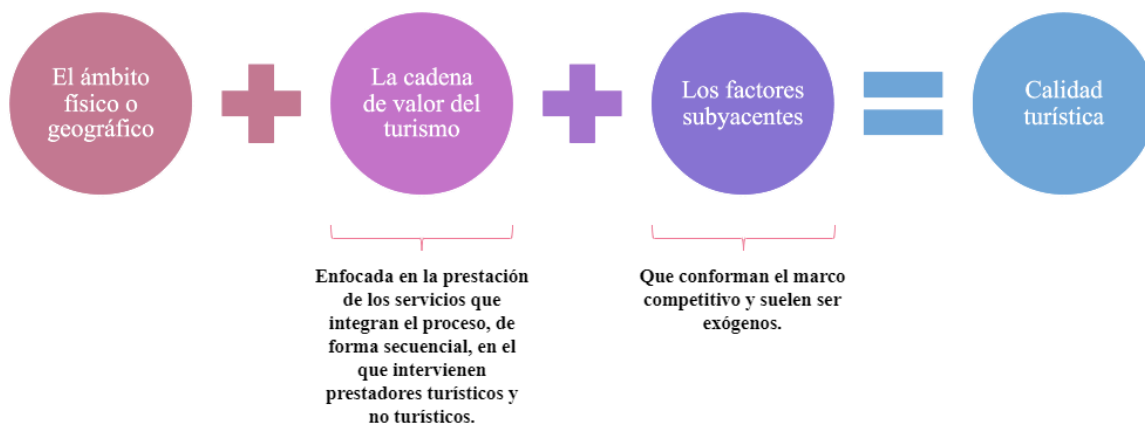 El ámbito
físico o
geográfico
La cadena
de valor del
turismo
Los factores
subyacentes
Calidad
turística
Enfocada en la prestación
de los servicios que
integran el proceso, de
forma secuencial, en el
que intervienen
prestadores turísticos y
no turísticos.
Que conforman el marco
competitivo y suelen ser
exógenos.